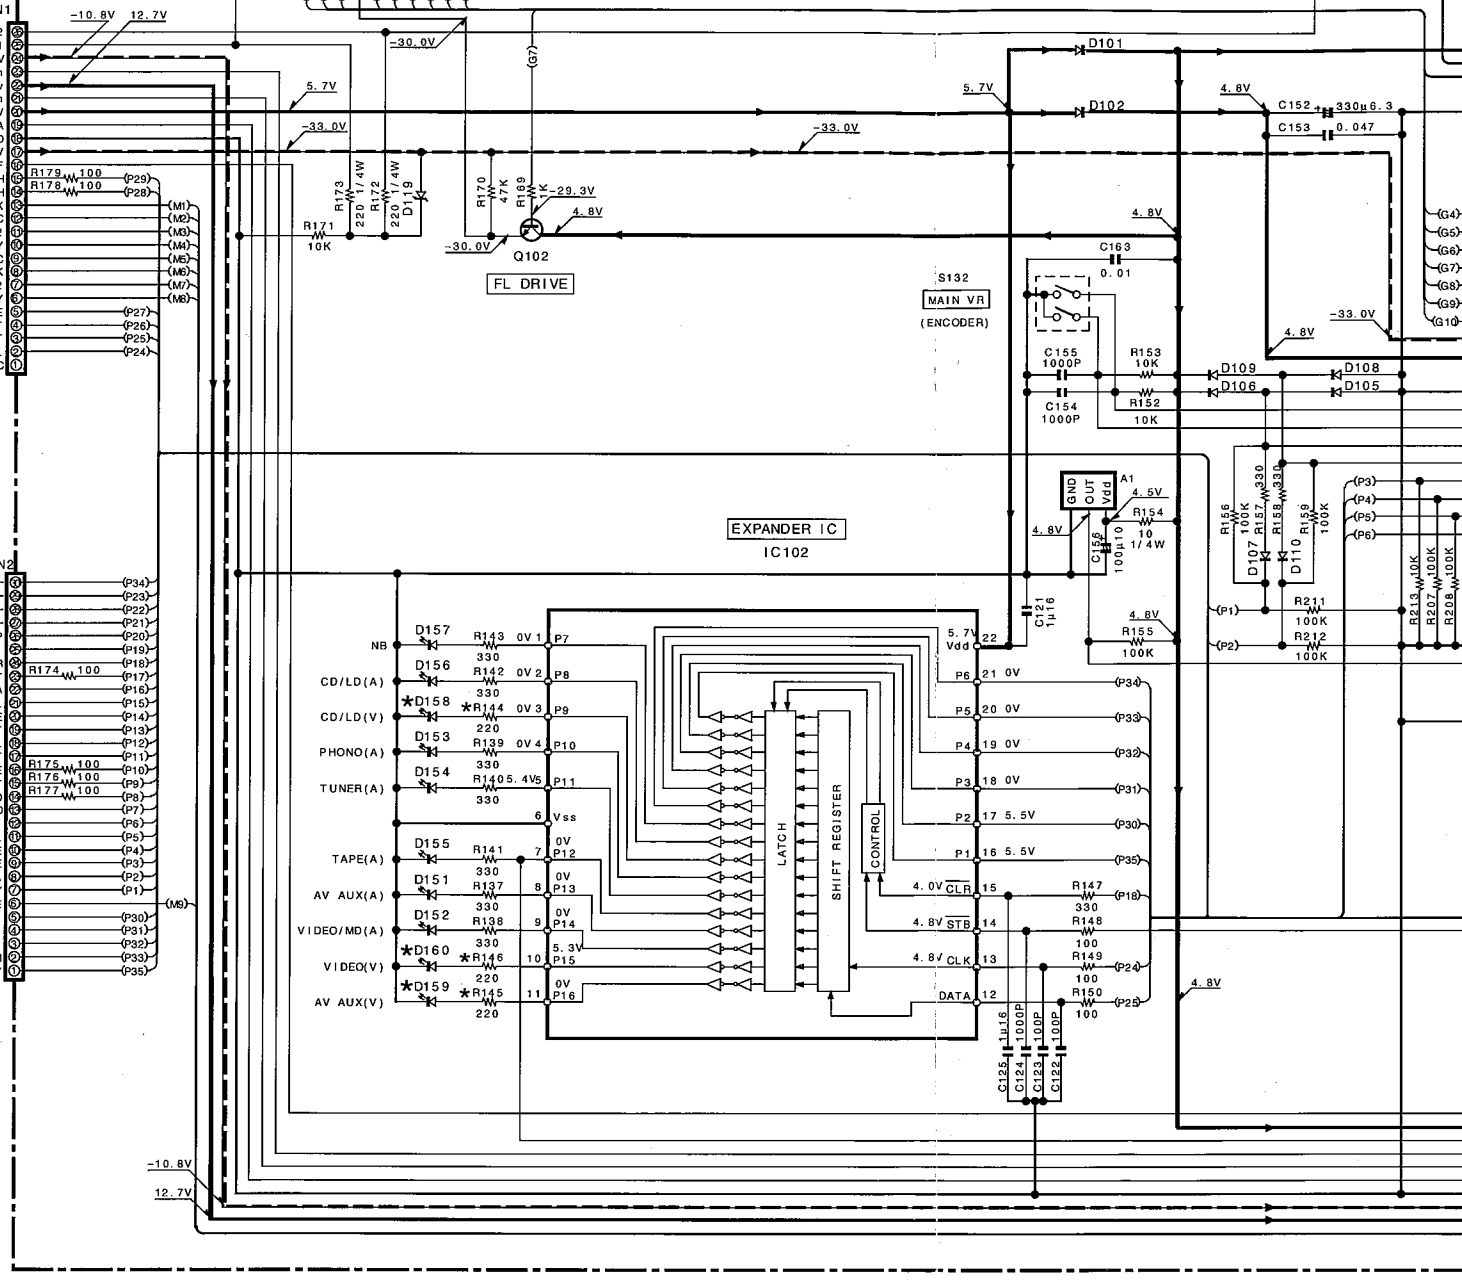 N1
-10.8V 12.7V
-30.0V
(G7)
5.7V
-33.0V
-33.0V
5.7V
D101
D102
4.8V
C152 + 330μ6.3
C153 0.047
R179 100 (P29)
R178 100 (P28)
(M1)
(M2)
(M3)
(M4)
(M5)
(M6)
(M7)
(M8)
(P27)
(P26)
(P25)
(P24)
R173
220 1/4W
R172
220 1/4W
D119
R171
10K
R170
47K
R169
1K
-29.3V
4.8V
-30.0V
Q102
FL DRIVE
4.8V
C163
0.01
S132
MAIN VR
(ENCODER)
(G4)
(G5)
(G6)
(G7)
(G8)
(G9)
(G10)
-33.0V
4.8V
C155
1000P
R153
10K
D109
D108
D106
D105
C154
1000P
R152
10K
GND
OUT
Vdd
A1
4.5V
4.8V
R154
10
1/4W
C156
100μ10
R156
100K
R157
330
R158
330
R159
100K
D107
D110
(P3)
(P4)
(P5)
(P6)
R213 10K
R207 100K
R208 100K
EXPANDER IC
IC102
N2
(P34)
(P23)
(P22)
(P21)
(P20)
(P19)
(P18)
R174 100 (P17)
(P16)
(P15)
(P14)
(P13)
(P12)
(P11)
R175 100 (P10)
R176 100 (P9)
R177 100 (P8)
(P7)
(P6)
(P5)
(P4)
(P3)
(P2)
(P1)
(M9)
(P30)
(P31)
(P32)
(P33)
(P35)
C121
1μ16
4.8V
R155
100K
(P1)
R211
100K
(P2)
R212
100K
NB D157 R143 330 0V 1 P7
CD/LD(A) D156 R142 330 0V 2 P8
CD/LD(V) *D158 *R144 220 0V 3 P9
PHONO(A) D153 R139 330 0V 4 P10
TUNER(A) D154 R140 330 5.4V 5 P11
6 Vss
TAPE(A) D155 R141 330 0V 7 P12
AV AUX(A) D151 R137 330 0V 8 P13
VIDEO/MD(A) D152 R138 330 0V 9 P14
VIDEO(V) *D160 *R146 220 5.3V 10 P15
AV AUX(V) *D159 *R145 220 0V 11 P16
LATCH
SHIFT REGISTER
CONTROL
5.7V
Vdd 22
P6 21 0V (P34)
P5 20 0V (P33)
P4 19 0V (P32)
P3 18 0V (P31)
P2 17 5.5V (P30)
P1 16 5.5V (P35)
4.0V CLR 15 R147 330 (P18)
4.8V STB 14 R148 100
4.8V CLK 13 R149 100 (P24)
DATA 12 R150 100 (P25)
4.8V
C125 1μ16
C124 1000P
C123 100P
C122 100P
-10.8V
12.7V